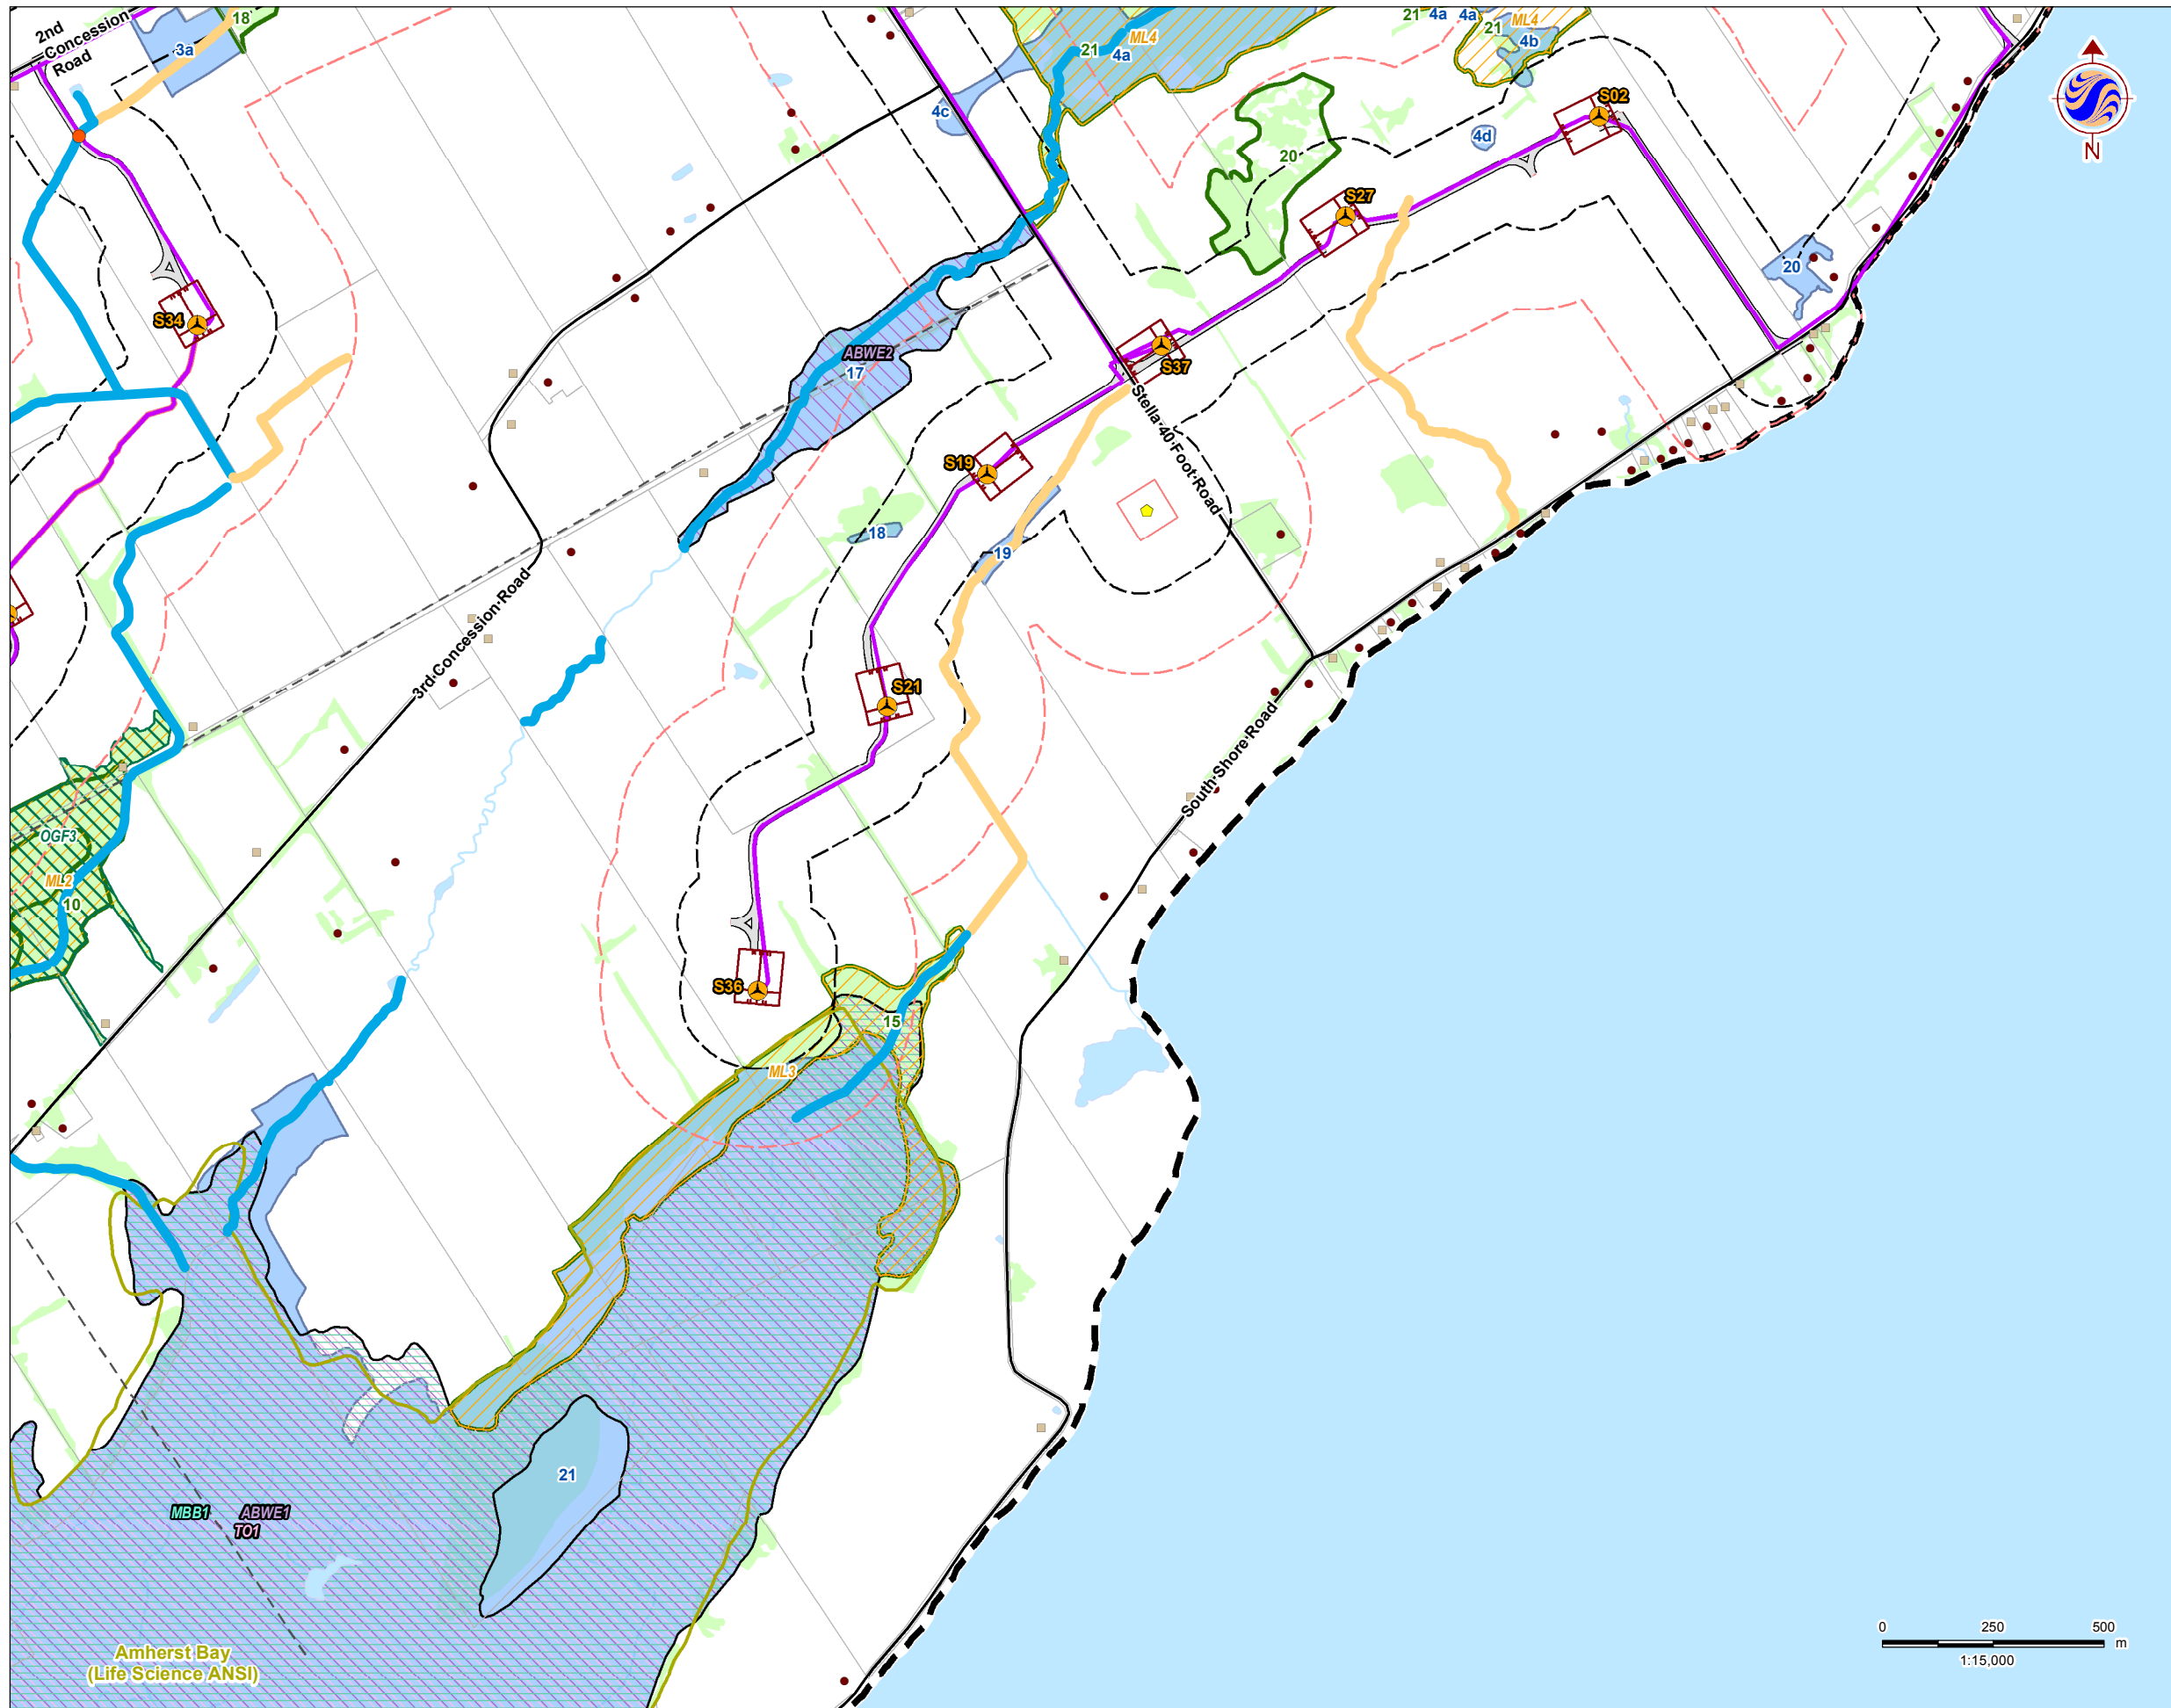 2nd
Concession
Road
3a
18
21
4a
ML4
21
4a
4a
ML4
21
4b
4c
4d
S02
N
20
S27
20
S34
ABWE2
17
S37
Stella 40 Foot Road
S19
18
19
3rd Concession Road
S21
South Shore Road
OGF3
ML2
10
S36
15
ML3
21
MBB1
ABWE1
TO1
Amherst Bay
(Life Science ANSI)
0 250 500
m
1:15,000